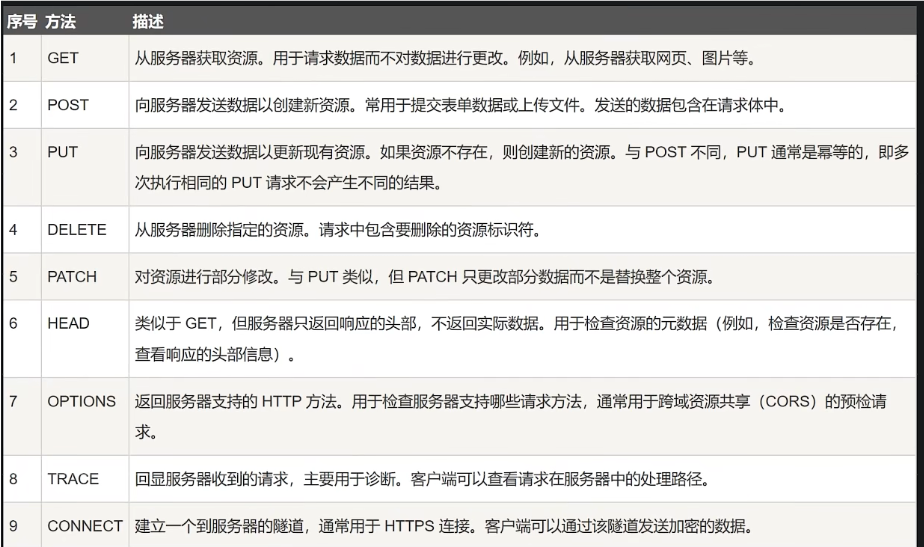 序号 方法 描述
1 GET 从服务器获取资源。用于请求数据而不对数据进行更改。例如，从服务器获取网页、图片等。
2 POST 向服务器发送数据以创建新资源。常用于提交表单数据或上传文件。发送的数据包含在请求体中。
3 PUT 向服务器发送数据以更新现有资源。如果资源不存在，则创建新的资源。与 POST 不同，PUT 通常是幂等的，即多
次执行相同的 PUT 请求不会产生不同的结果。
4 DELETE 从服务器删除指定的资源。请求中包含要删除的资源标识符。
5 PATCH 对资源进行部分修改。与 PUT 类似，但 PATCH 只更改部分数据而不是替换整个资源。
6 HEAD 类似于 GET，但服务器只返回响应的头部，不返回实际数据。用于检查资源的元数据（例如，检查资源是否存在，
查看响应的头部信息）。
7 OPTIONS 返回服务器支持的 HTTP 方法。用于检查服务器支持哪些请求方法，通常用于跨域资源共享（CORS）的预检请
求。
8 TRACE 回显服务器收到的请求，主要用于诊断。客户端可以查看请求在服务器中的处理路径。
9 CONNECT 建立一个到服务器的隧道，通常用于 HTTPS 连接。客户端可以通过该隧道发送加密的数据。